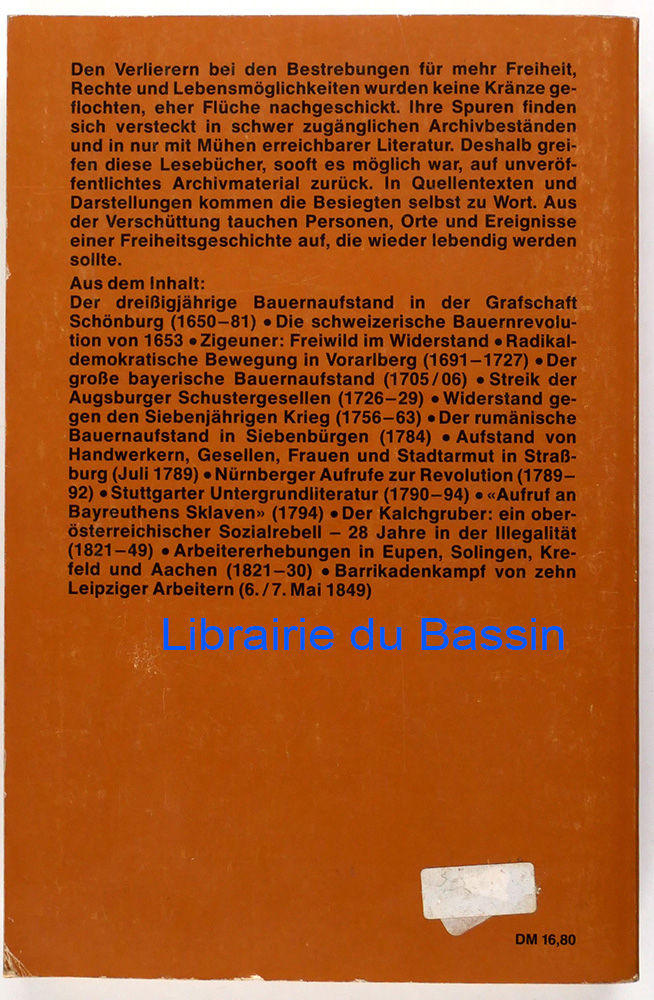 Den Verlierern bei den Bestrebungen für mehr Freiheit,
Rechte und Lebensmöglichkeiten wurden keine Kränze ge-
flochten, eher Flüche nachgeschickt. Ihre Spuren finden
sich versteckt in schwer zugänglichen Archivbeständen
und in nur mit Mühen erreichbarer Literatur. Deshalb grei-
fen diese Lesebücher, sooft es möglich war, auf unveröf-
fentlichtes Archivmaterial zurück. In Quellentexten und
Darstellungen kommen die Besiegten selbst zu Wort. Aus
der Verschüttung tauchen Personen, Orte und Ereignisse
einer Freiheitsgeschichte auf, die wieder lebendig werden
sollte.
Aus dem Inhalt:
Der dreißigjährige Bauernaufstand in der Grafschaft
Schönburg (1650–81) • Die schweizerische Bauernrevolu-
tion von 1653 • Zigeuner: Freiwild im Widerstand • Radikal-
demokratische Bewegung in Vorarlberg (1691–1727) • Der
große bayerische Bauernaufstand (1705/06) • Streik der
Augsburger Schustergesellen (1726–29) • Widerstand ge-
gen den Siebenjährigen Krieg (1756–63) • Der rumänische
Bauernaufstand in Siebenbürgen (1784) • Aufstand von
Handwerkern, Gesellen, Frauen und Stadtarmut in Straß-
burg (Juli 1789) • Nürnberger Aufrufe zur Revolution (1789–
92) • Stuttgarter Untergrundliteratur (1790–94) • «Aufruf an
Bayreuthens Sklaven» (1794) • Der Kalchgruber: ein ober-
österreichischer Sozialrebell – 28 Jahre in der Illegalität
(1821–49) • Arbeitererhebungen in Eupen, Solingen, Kre-
feld und Aachen (1821–30) • Barrikadenkampf von zehn
Leipziger Arbeitern (6./7. Mai 1849)
Librairie du Bassin
DM 16,80